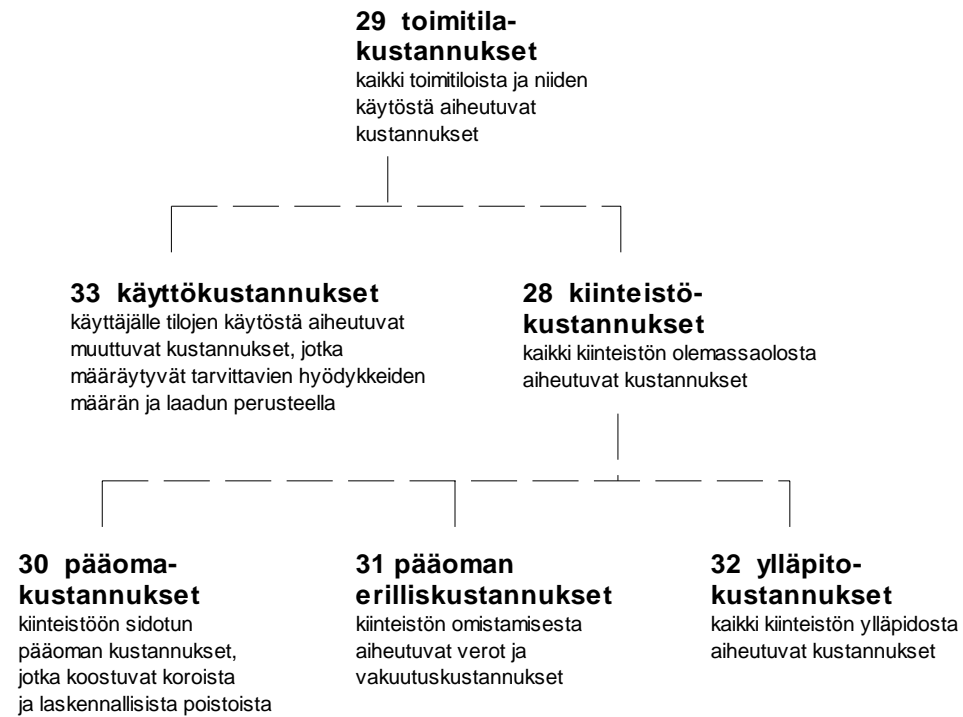 29 toimitila-
kustannukset
kaikki toimitiloista ja niiden
käytöstä aiheutuvat
kustannukset
33 käyttökustannukset
käyttäjälle tilojen käytöstä aiheutuvat
muuttuvat kustannukset, jotka
määräytyvät tarvittavien hyödykkeiden
määrän ja laadun perusteella
28 kiinteistö-
kustannukset
kaikki kiinteistön olemassaolosta
aiheutuvat kustannukset
30 pääoma-
kustannukset
kiinteistöön sidotun
pääoman kustannukset,
jotka koostuvat koroista
ja laskennallisista poistoista
31 pääoman
erilliskustannukset
kiinteistön omistamisesta
aiheutuvat verot ja
vakuutuskustannukset
32 ylläpito-
kustannukset
kaikki kiinteistön ylläpidosta
aiheutuvat kustannukset